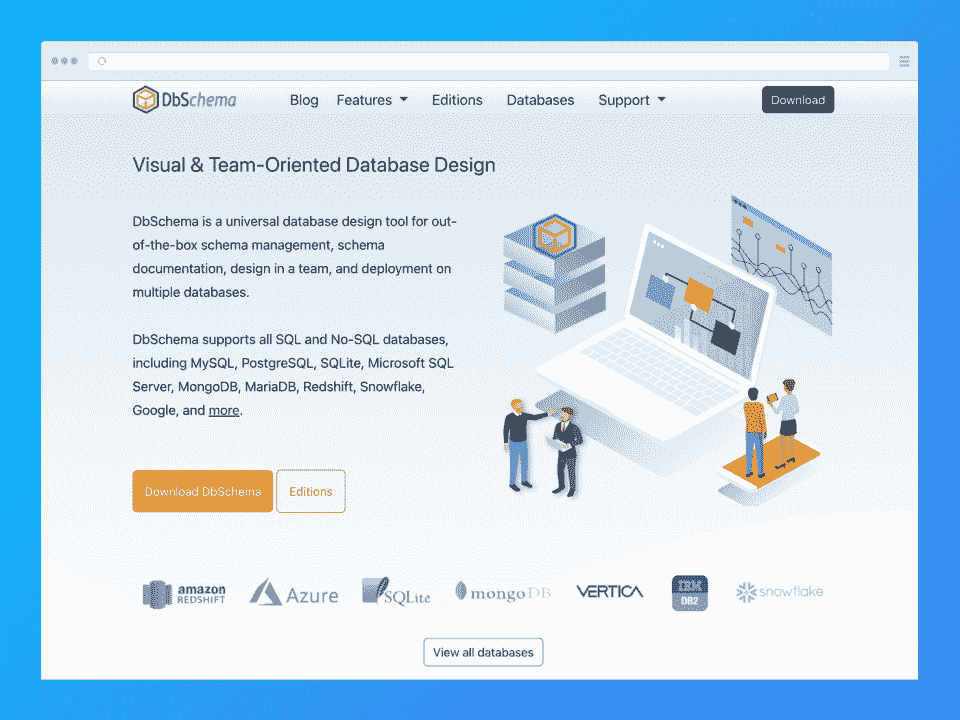 DbSchema
Blog Features Editions Databases Support Download
Visual & Team-Oriented Database Design
DbSchema is a universal database design tool for out-
of-the-box schema management, schema
documentation, design in a team, and deployment on
multiple databases.
DbSchema supports all SQL and No-SQL databases,
including MySQL, PostgreSQL, SQLite, Microsoft SQL
Server, MongoDB, MariaDB, Redshift, Snowflake,
Google, and more.
Download DbSchema Editions
amazon
REDSHIFT
Azure
SQLite
mongoDB
VERTICA
IBM
DB2
snowflake
View all databases